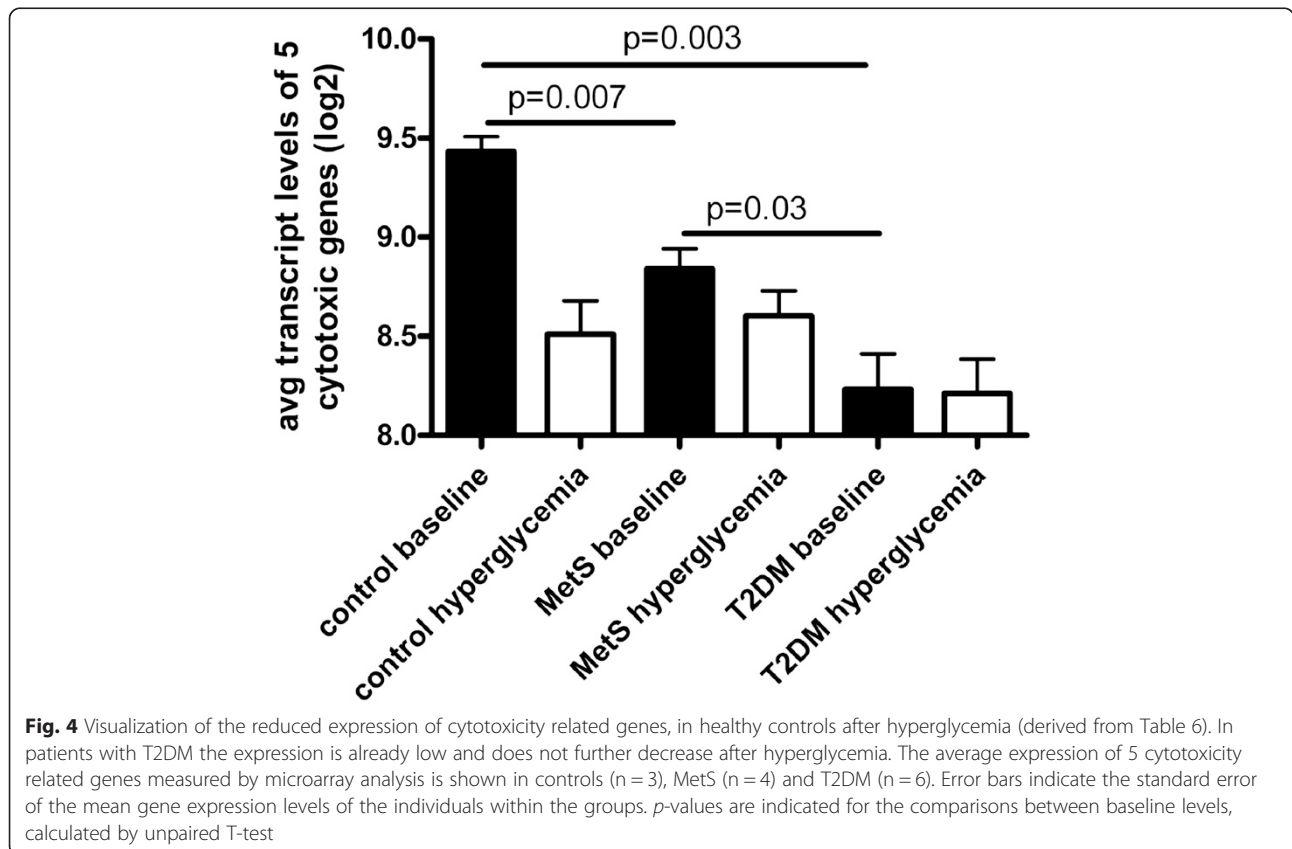 avg transcript levels of 5
cytotoxic genes (log2)
10.0
9.5
9.0
8.5
8.0
p=0.003
p=0.007
p=0.03
control baseline
control hyperglycemia
MetS baseline
MetS hyperglycemia
T2DM baseline
T2DM hyperglycemia
Fig. 4 Visualization of the reduced expression of cytotoxicity related genes, in healthy controls after hyperglycemia (derived from Table 6). In
patients with T2DM the expression is already low and does not further decrease after hyperglycemia. The average expression of 5 cytotoxicity
related genes measured by microarray analysis is shown in controls (n = 3), MetS (n = 4) and T2DM (n = 6). Error bars indicate the standard error
of the mean gene expression levels of the individuals within the groups. p-values are indicated for the comparisons between baseline levels,
calculated by unpaired T-test